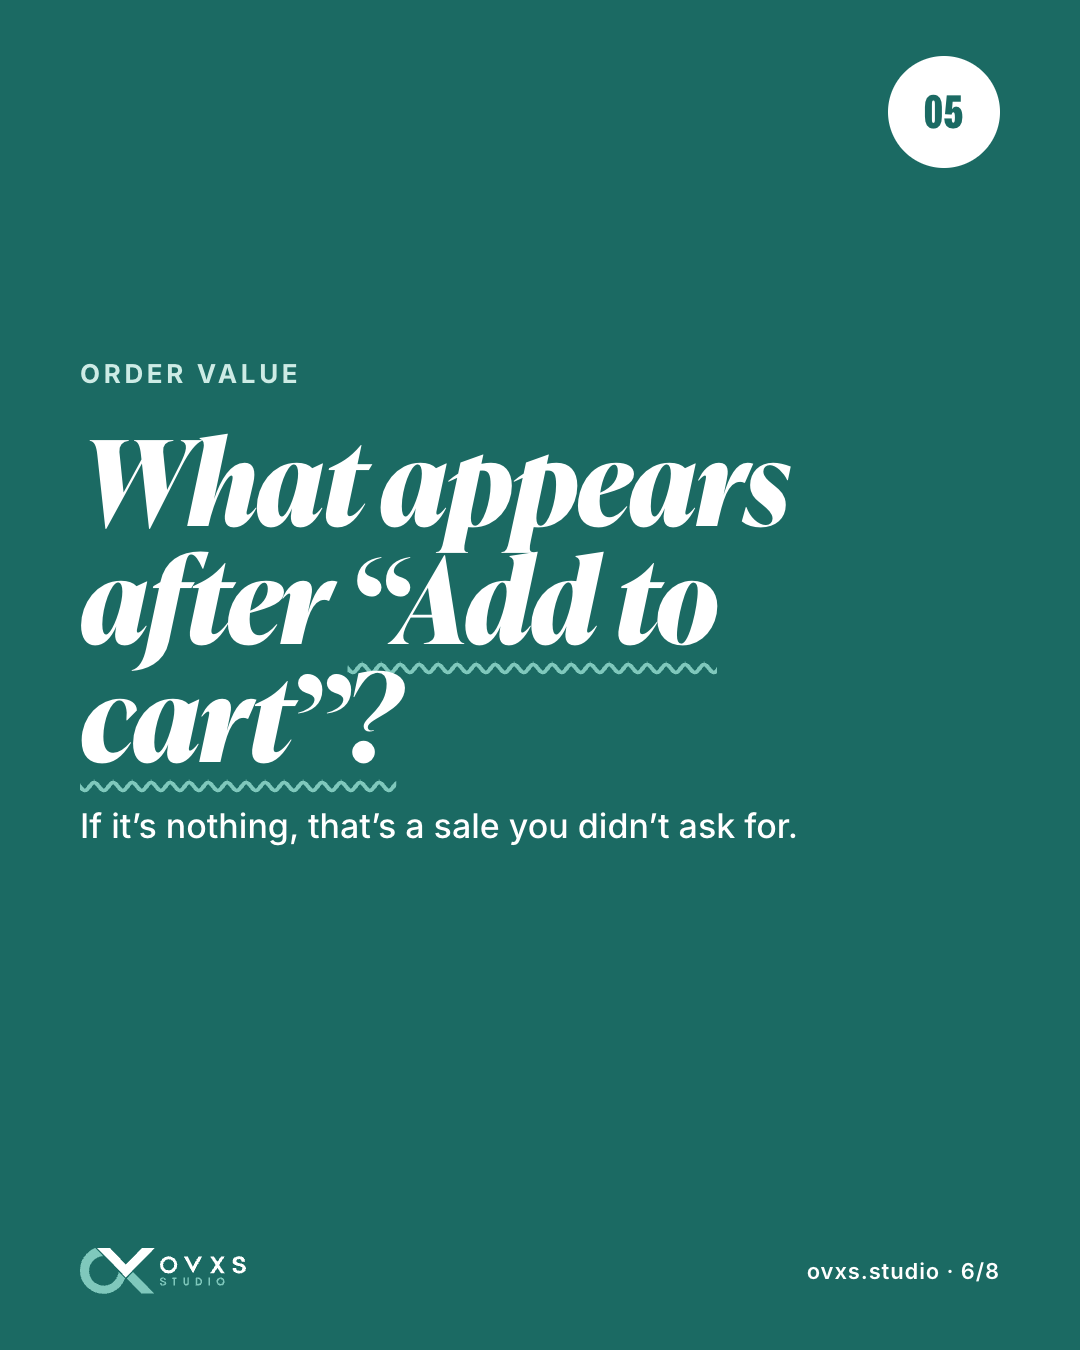 05
ORDER VALUE
What appears
after “Add to
cart”?
If it’s nothing, that’s a sale you didn’t ask for.
OVXS
STUDIO
ovxs.studio · 6/8